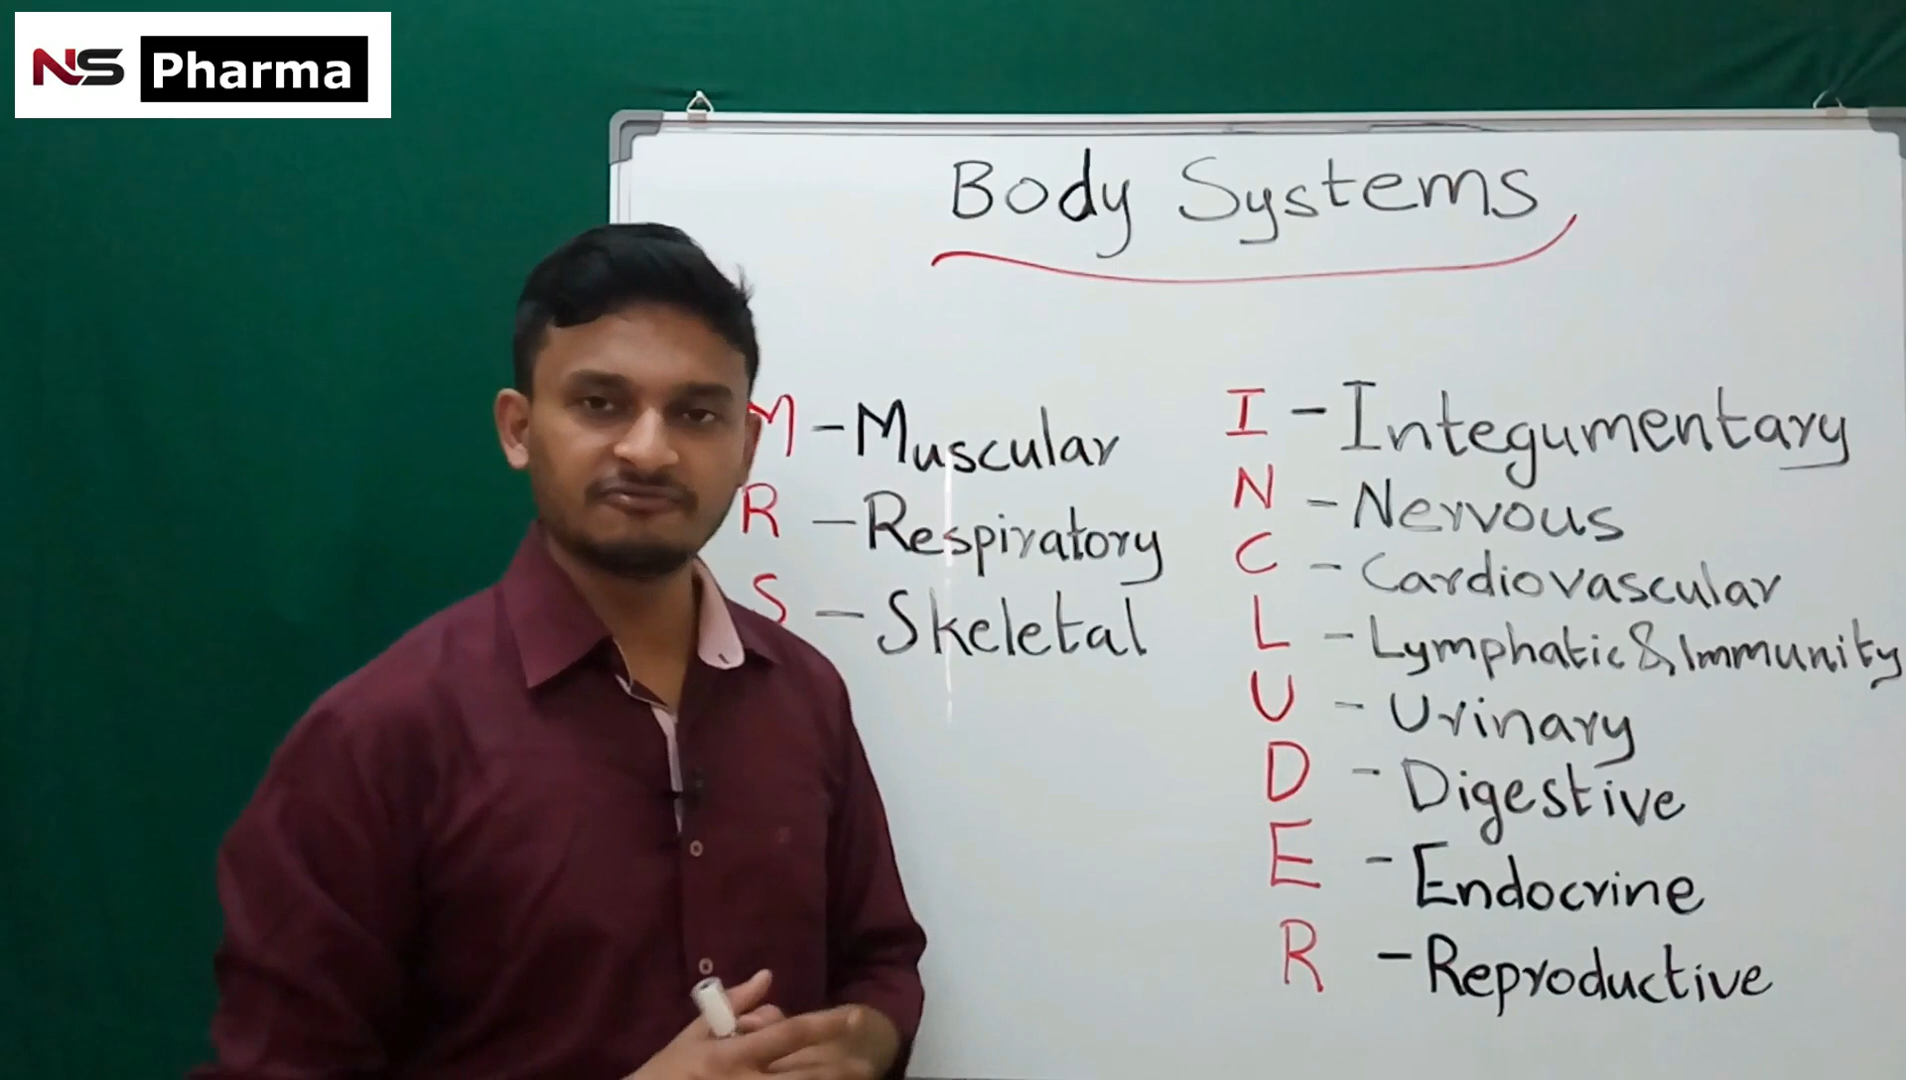 NS Pharma
Body Systems
M - Muscular
R - Respiratory
S - Skeletal
I - Integumentary
N - Nervous
C - Cardiovascular
L - Lymphatic & Immunity
U - Urinary
D - Digestive
E - Endocrine
R - Reproductive